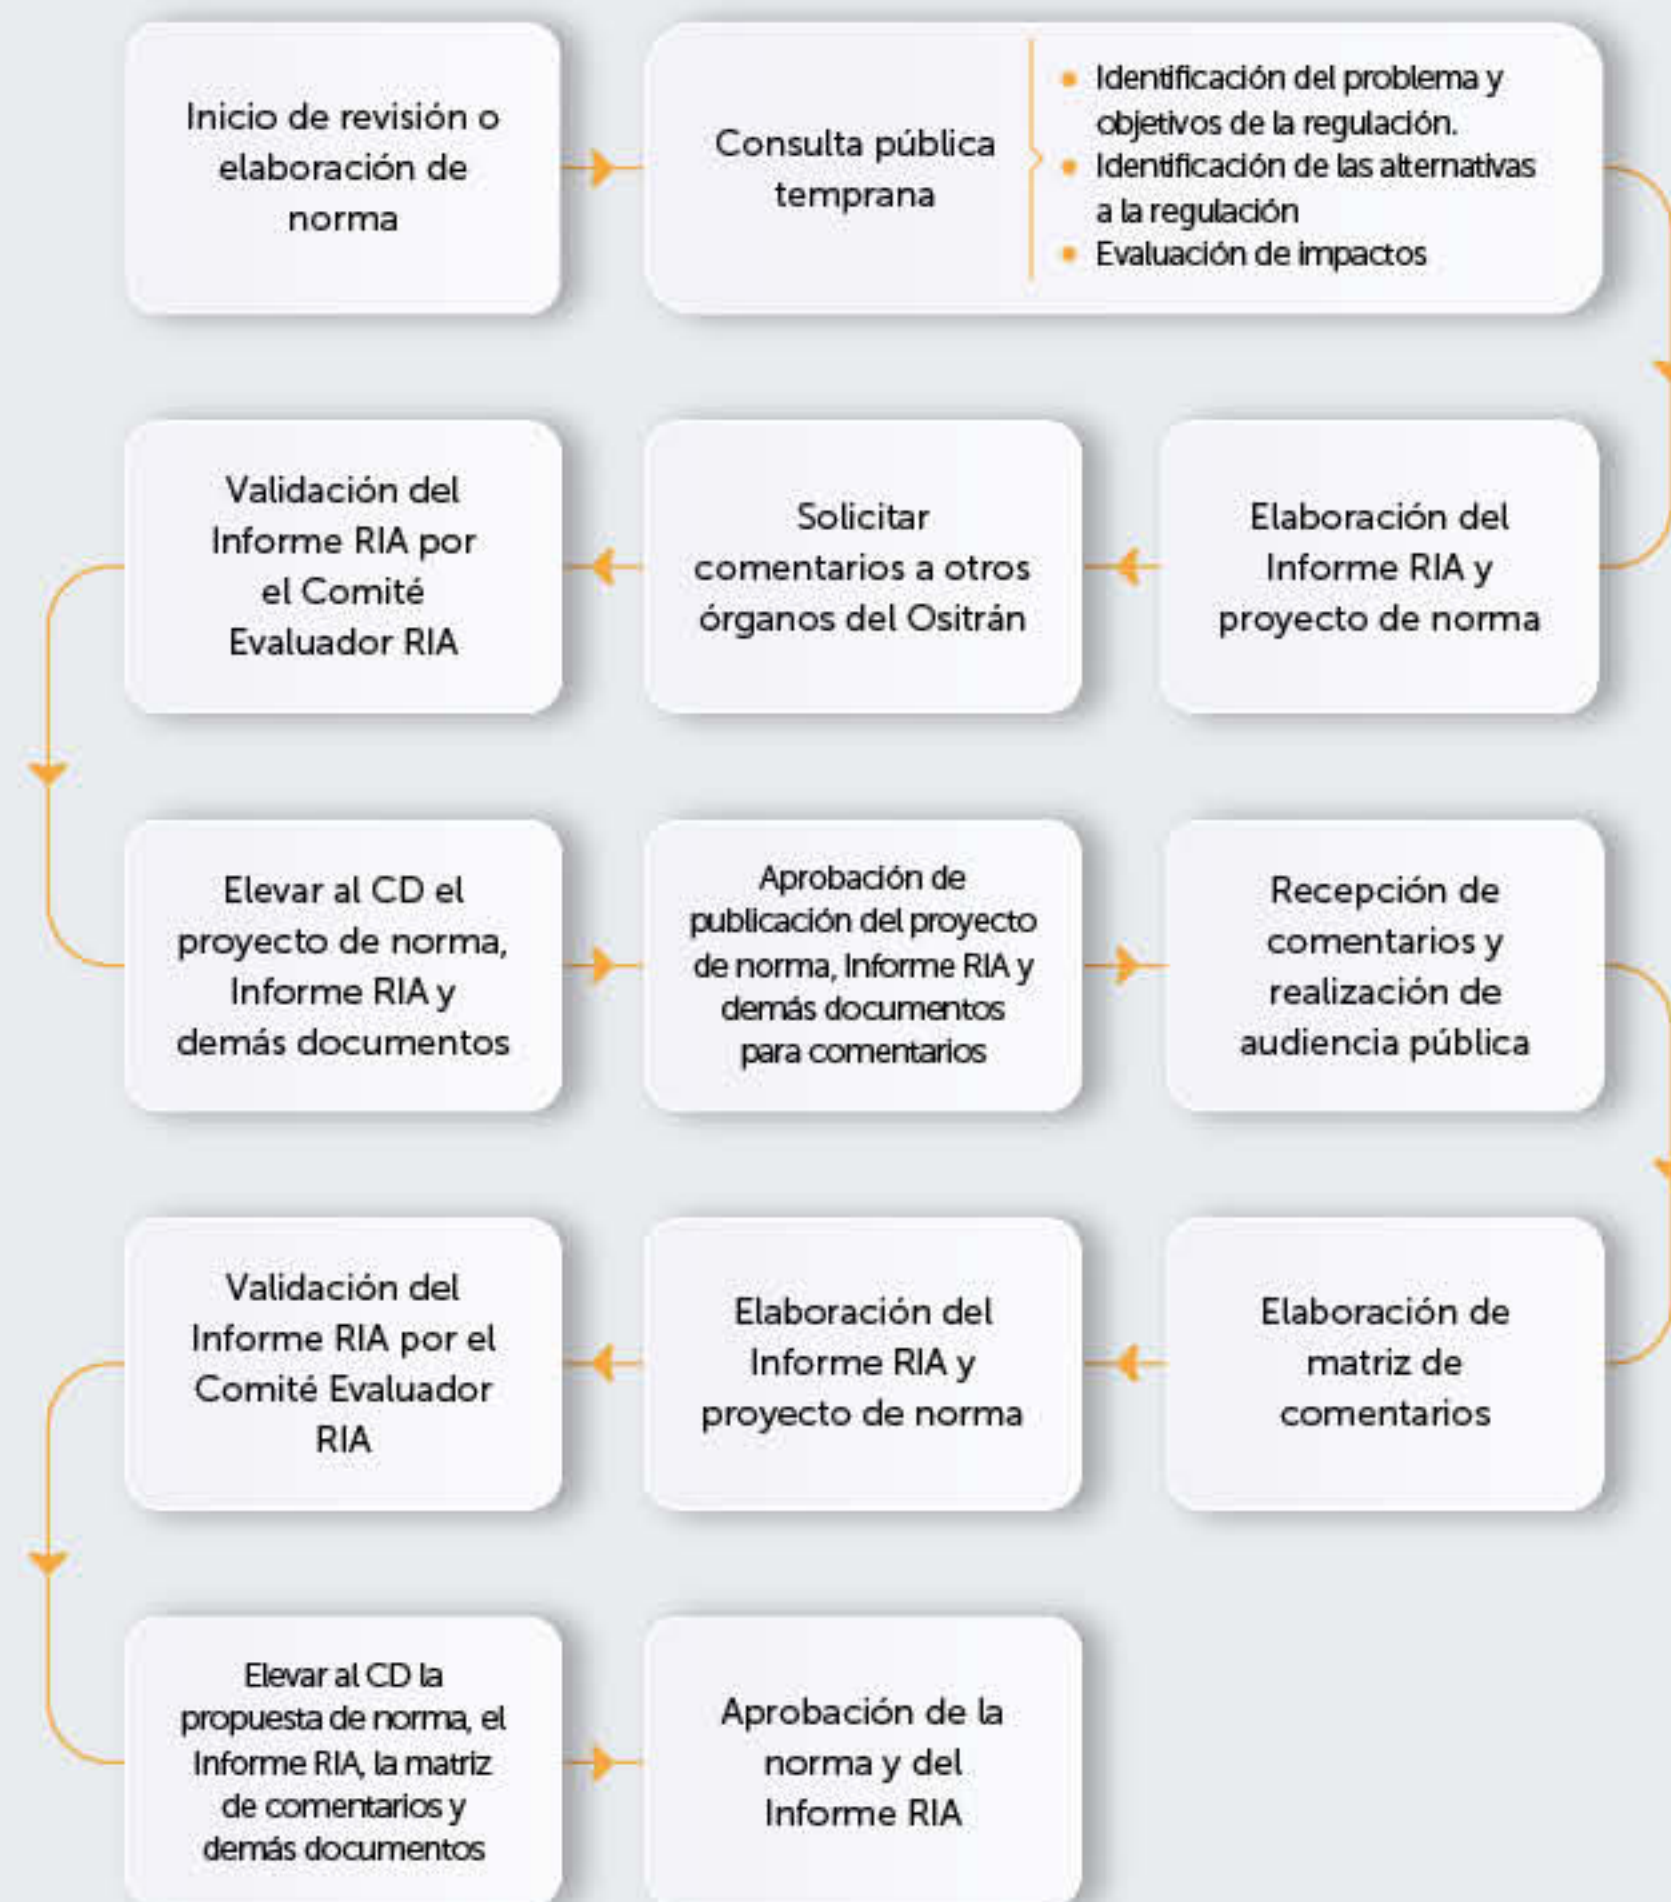 Inicio de revisión o
elaboración de
norma
Consulta pública
temprana
Identificación del problema y
objetivos de la regulación.
Identificación de las alternativas
a la regulación
Evaluación de impactos
Elaboración del
Informe RIA y
proyecto de norma
Solicitar
comentarios a otros
órganos del Ositrán
Validación del
Informe RIA por
el Comité
Evaluador RIA
Elevar al CD el
proyecto de norma,
Informe RIA y
demás documentos
Aprobación de
publicación del proyecto
de norma, Informe RIA y
demás documentos
para comentarios
Recepción de
comentarios y
realización de
audiencia pública
Elaboración de
matriz de
comentarios
Elaboración del
Informe RIA y
proyecto de norma
Validación del
Informe RIA por el
Comité Evaluador
RIA
Elevar al CD la
propuesta de norma, el
Informe RIA, la matriz
de comentarios y
demás documentos
Aprobación de la
norma y del
Informe RIA